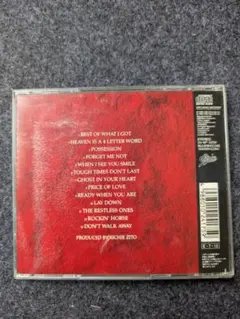 BEST OF WHAT I GOT
HEAVEN IS A 4 LETTER WORD
POSSESSION
FORGET ME NOT
WHEN I SEE YOU SMILE
TOUGH TIMES DON'T LAST
GHOST IN YOUR HEART
PRICE OF LOVE
READY WHEN YOU ARE
LAY DOWN
THE RESTLESS ONES
ROCKIN' HORSE
DON'T WALK AWAY
PRODUCED BY RICHIE ZITO
Epic